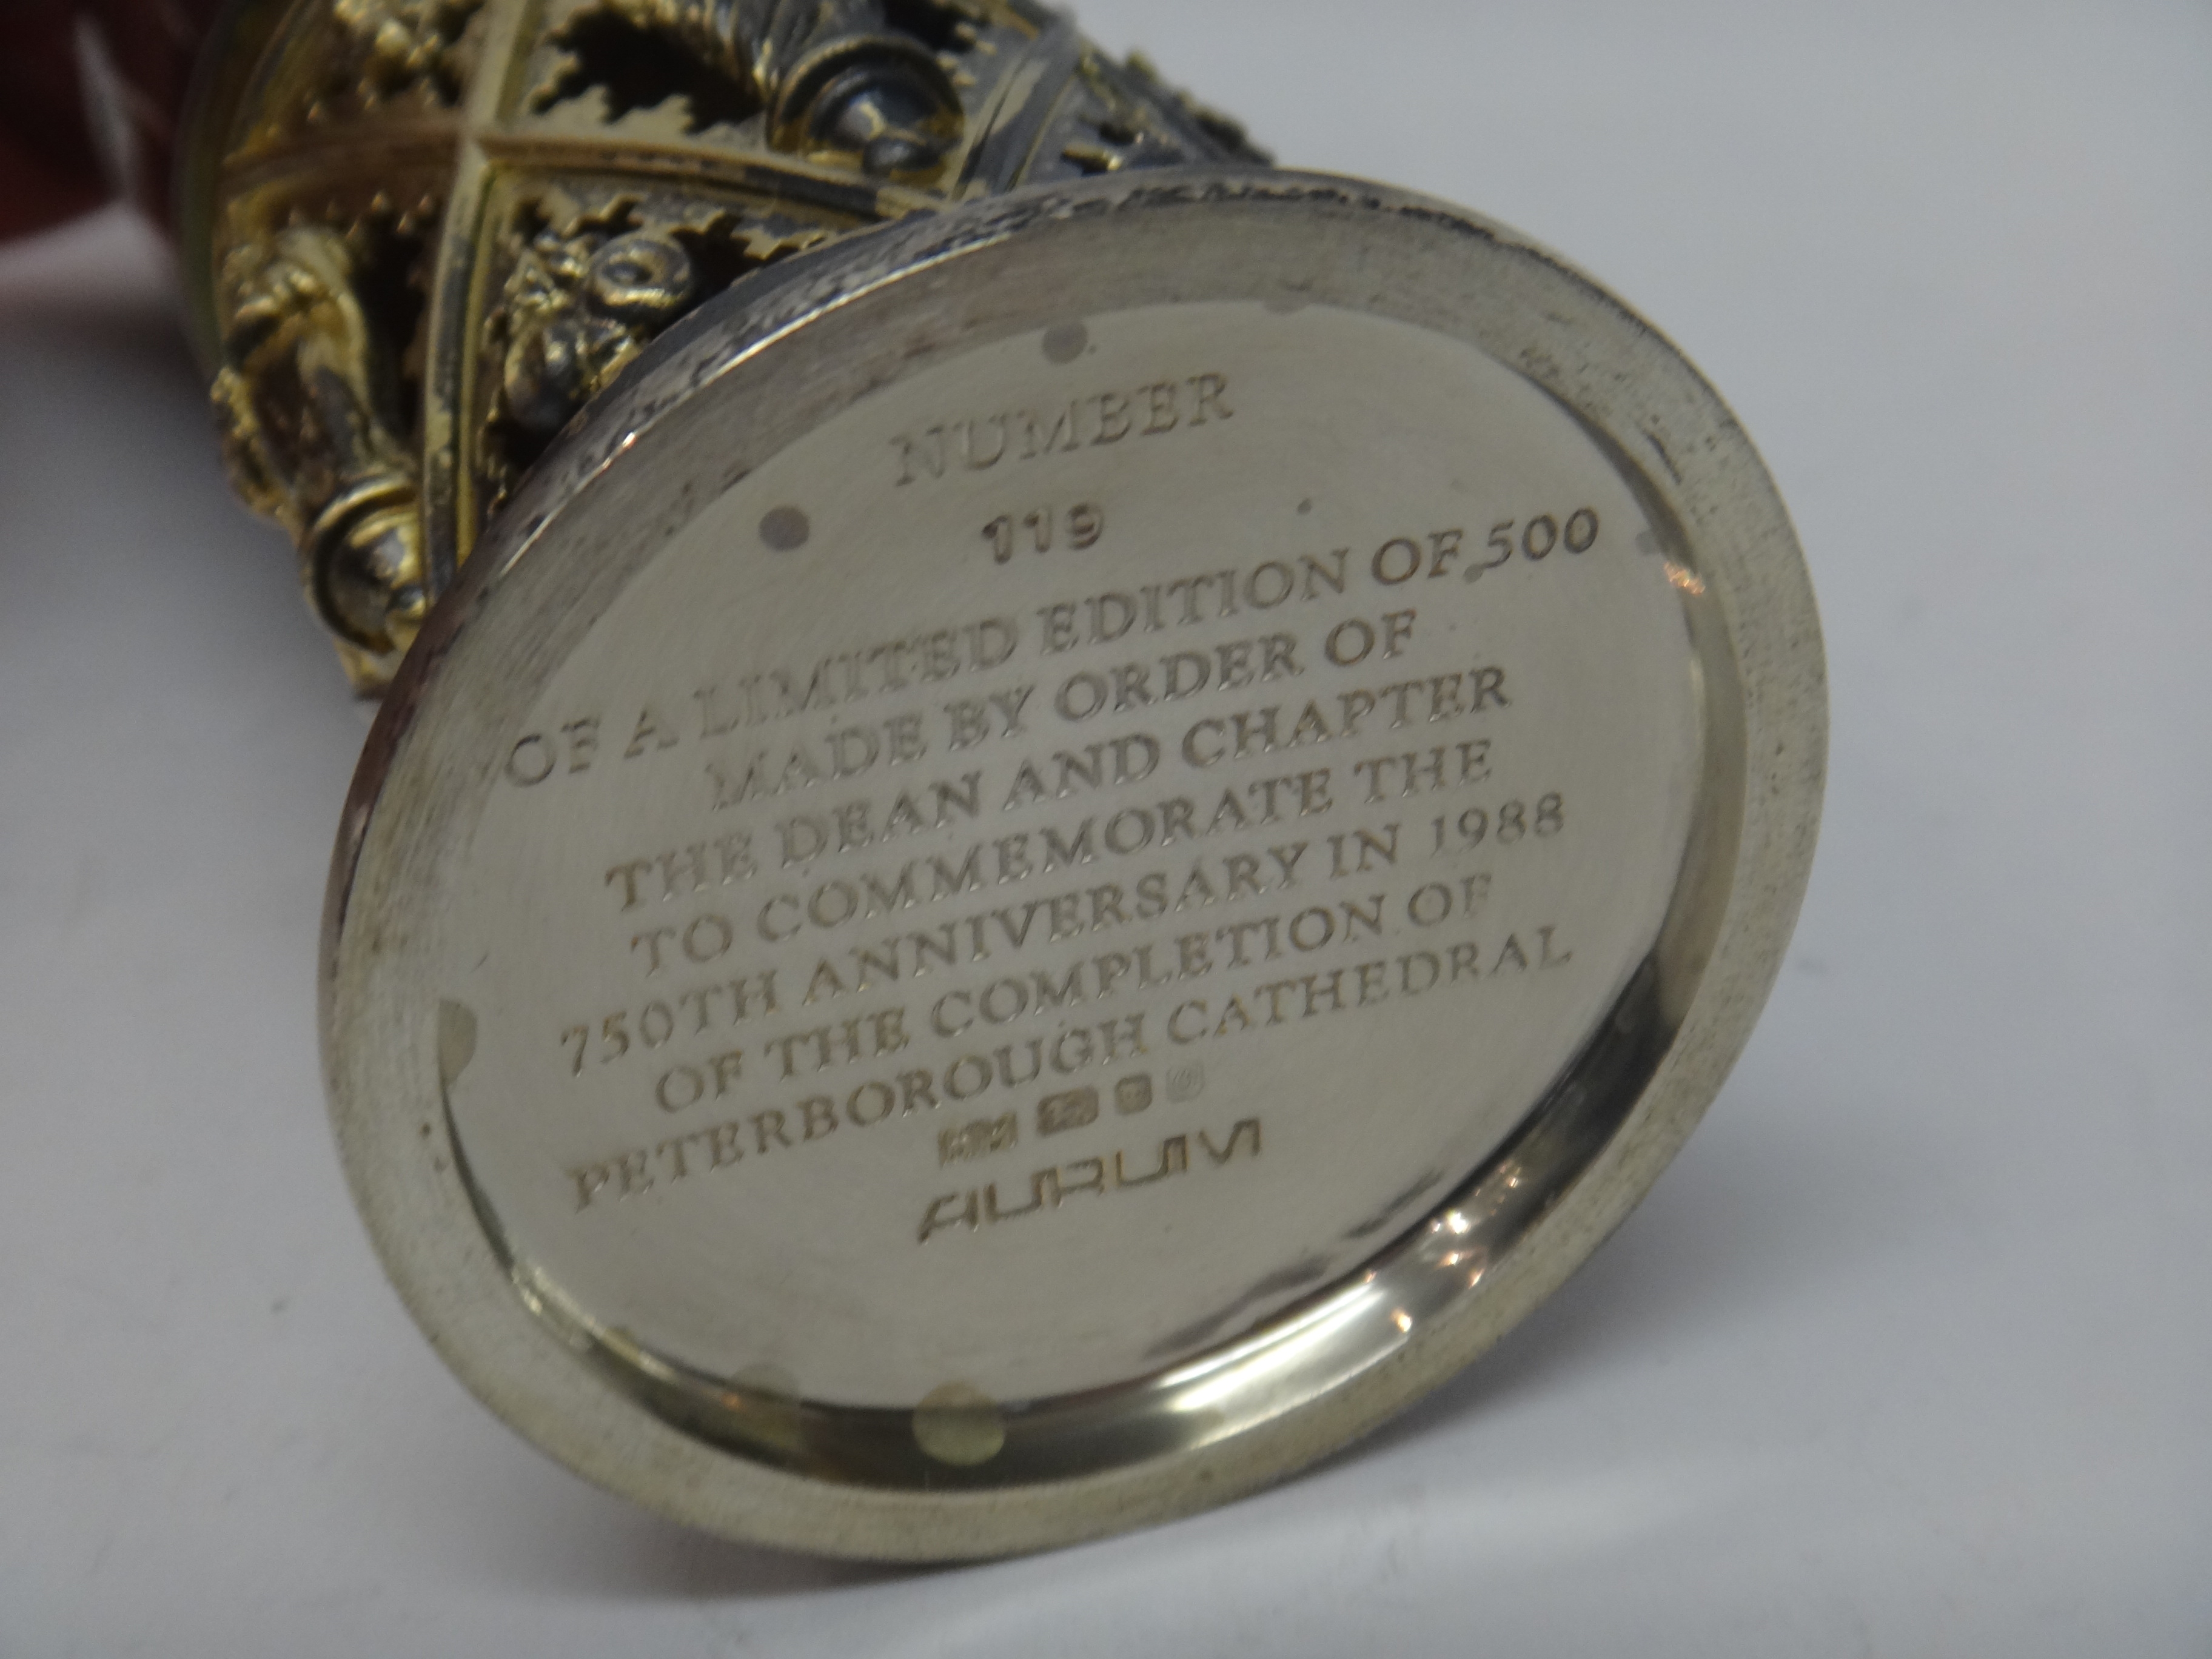 NUMBER
119
OF A LIMITED EDITION OF 500
MADE BY ORDER OF
THE DEAN AND CHAPTER
TO COMMEMORATE THE
750TH ANNIVERSARY IN 1988
OF THE COMPLETION OF
PETERBOROUGH CATHEDRAL
AURUM